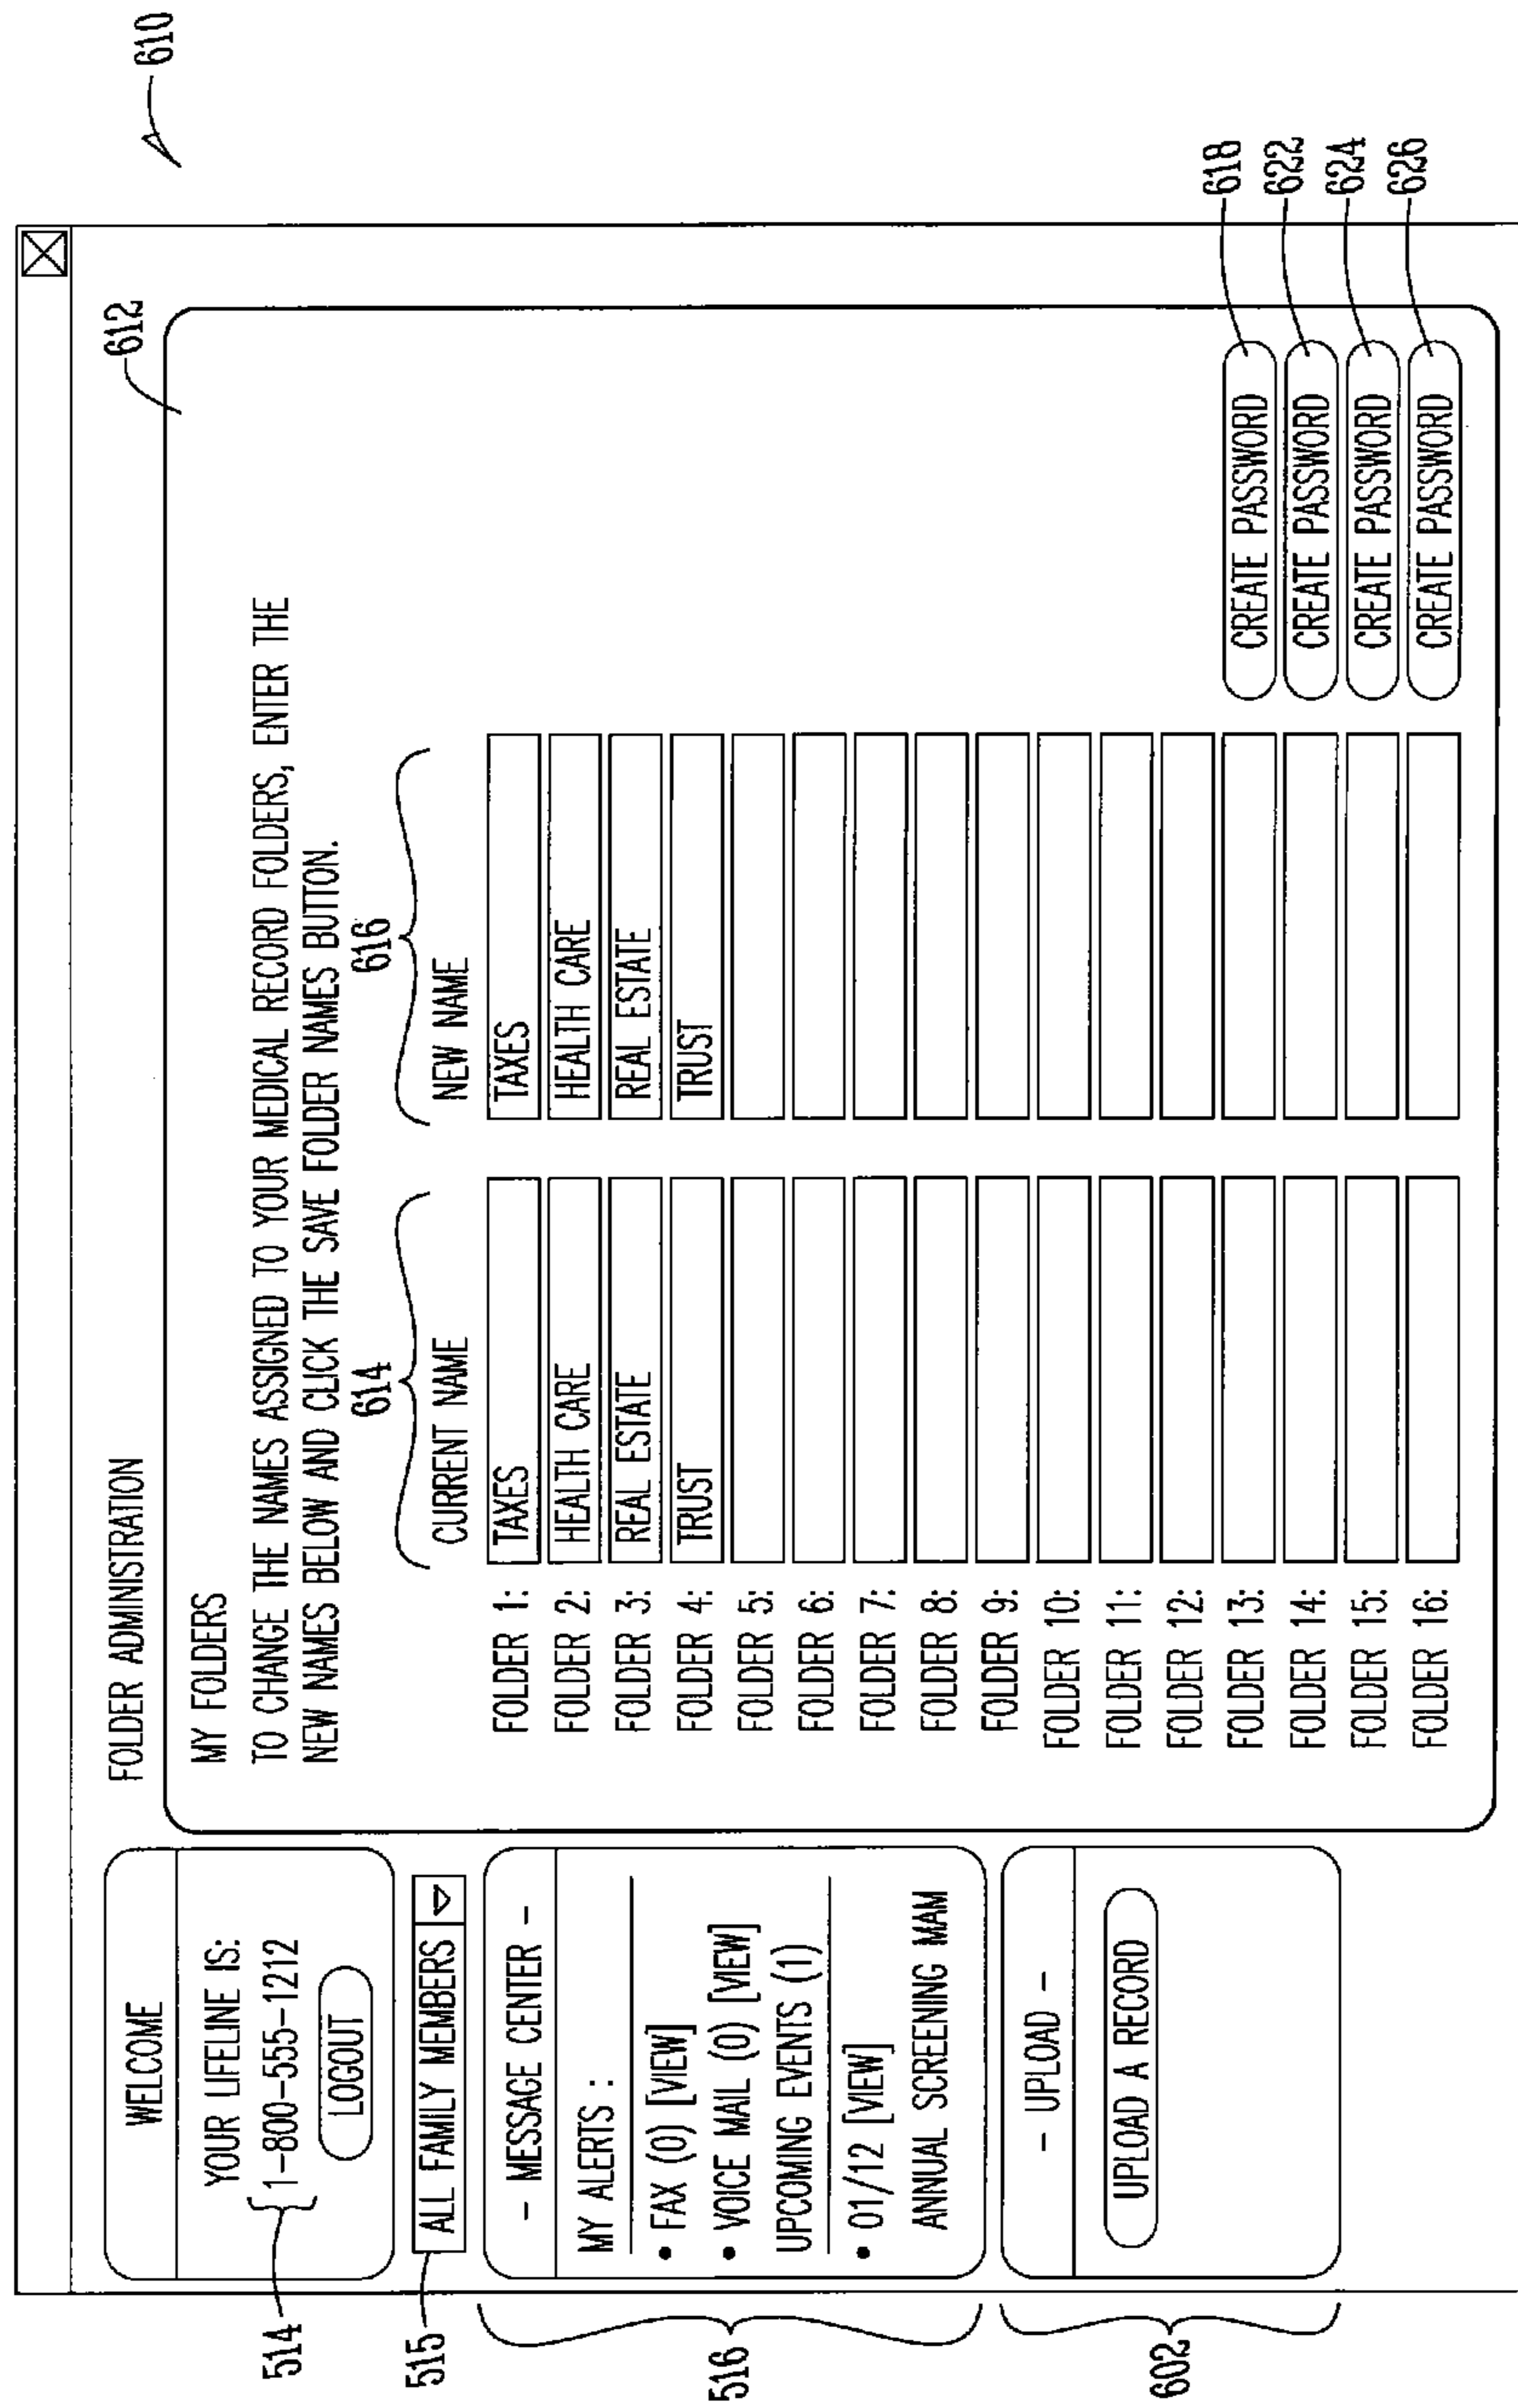 610
WELCOME
YOUR LIFELINE IS:
514
1-800-555-1212
LOGOUT
515
ALL FAMILY MEMBERS
516
- MESSAGE CENTER -
MY ALERTS :
• FAX (0) [VIEW]
• VOICE MAIL (0) [VIEW]
UPCOMING EVENTS (1)
• 01/12 [VIEW]
ANNUAL SCREENING MAM
602
- UPLOAD -
UPLOAD A RECORD
FOLDER ADMINISTRATION
612
MY FOLDERS
TO CHANGE THE NAMES ASSIGNED TO YOUR MEDICAL RECORD FOLDERS, ENTER THE
NEW NAMES BELOW AND CLICK THE SAVE FOLDER NAMES BUTTON.
614 616
CURRENT NAME NEW NAME
FOLDER 1: TAXES TAXES
FOLDER 2: HEALTH CARE HEALTH CARE
FOLDER 3: REAL ESTATE REAL ESTATE
FOLDER 4: TRUST TRUST
FOLDER 5:
FOLDER 6:
FOLDER 7:
FOLDER 8:
FOLDER 9:
FOLDER 10:
FOLDER 11:
FOLDER 12:
FOLDER 13: CREATE PASSWORD 618
FOLDER 14: CREATE PASSWORD 622
FOLDER 15: CREATE PASSWORD 624
FOLDER 16: CREATE PASSWORD 626